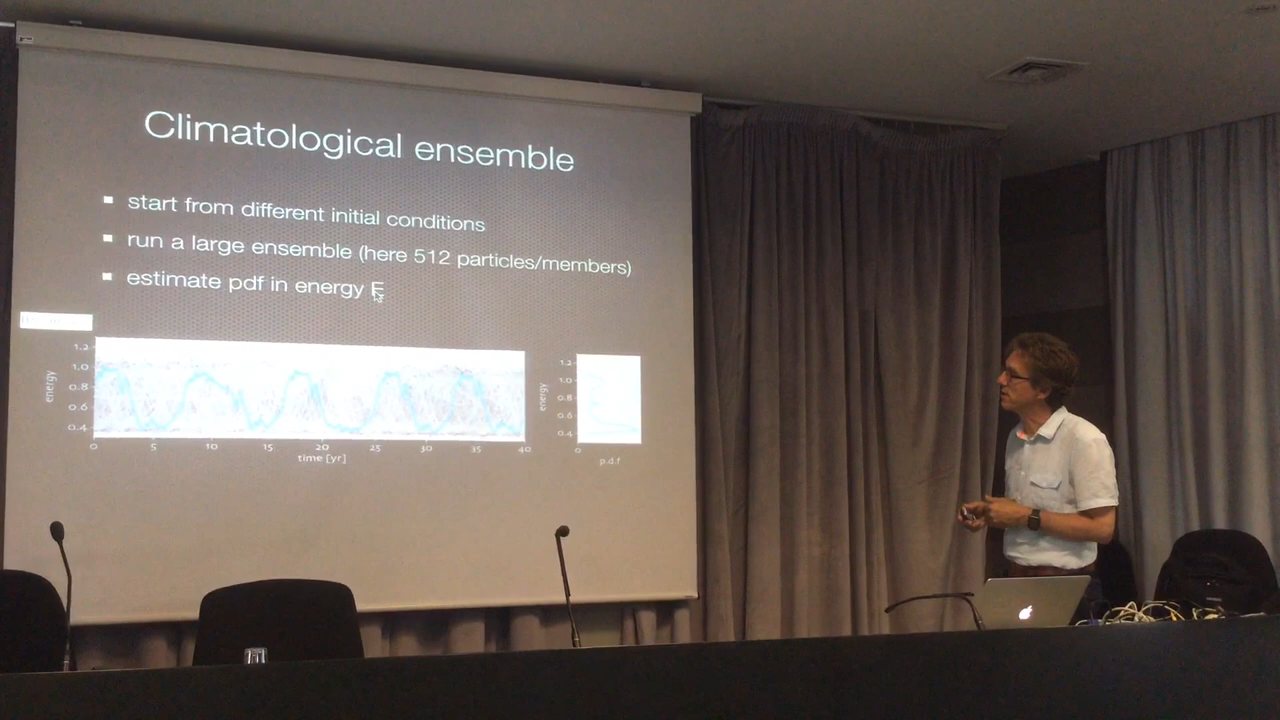 Climatological ensemble
start from different initial conditions
run a large ensemble (here 512 particles/members)
estimate pdf in energy E
1.2
1.0
0.8
0.6
0.4
energy
0 5 10 15 20 25 30 35 40
time [yr]
1.2
1.0
0.8
0.6
0.4
energy
0
p.d.f